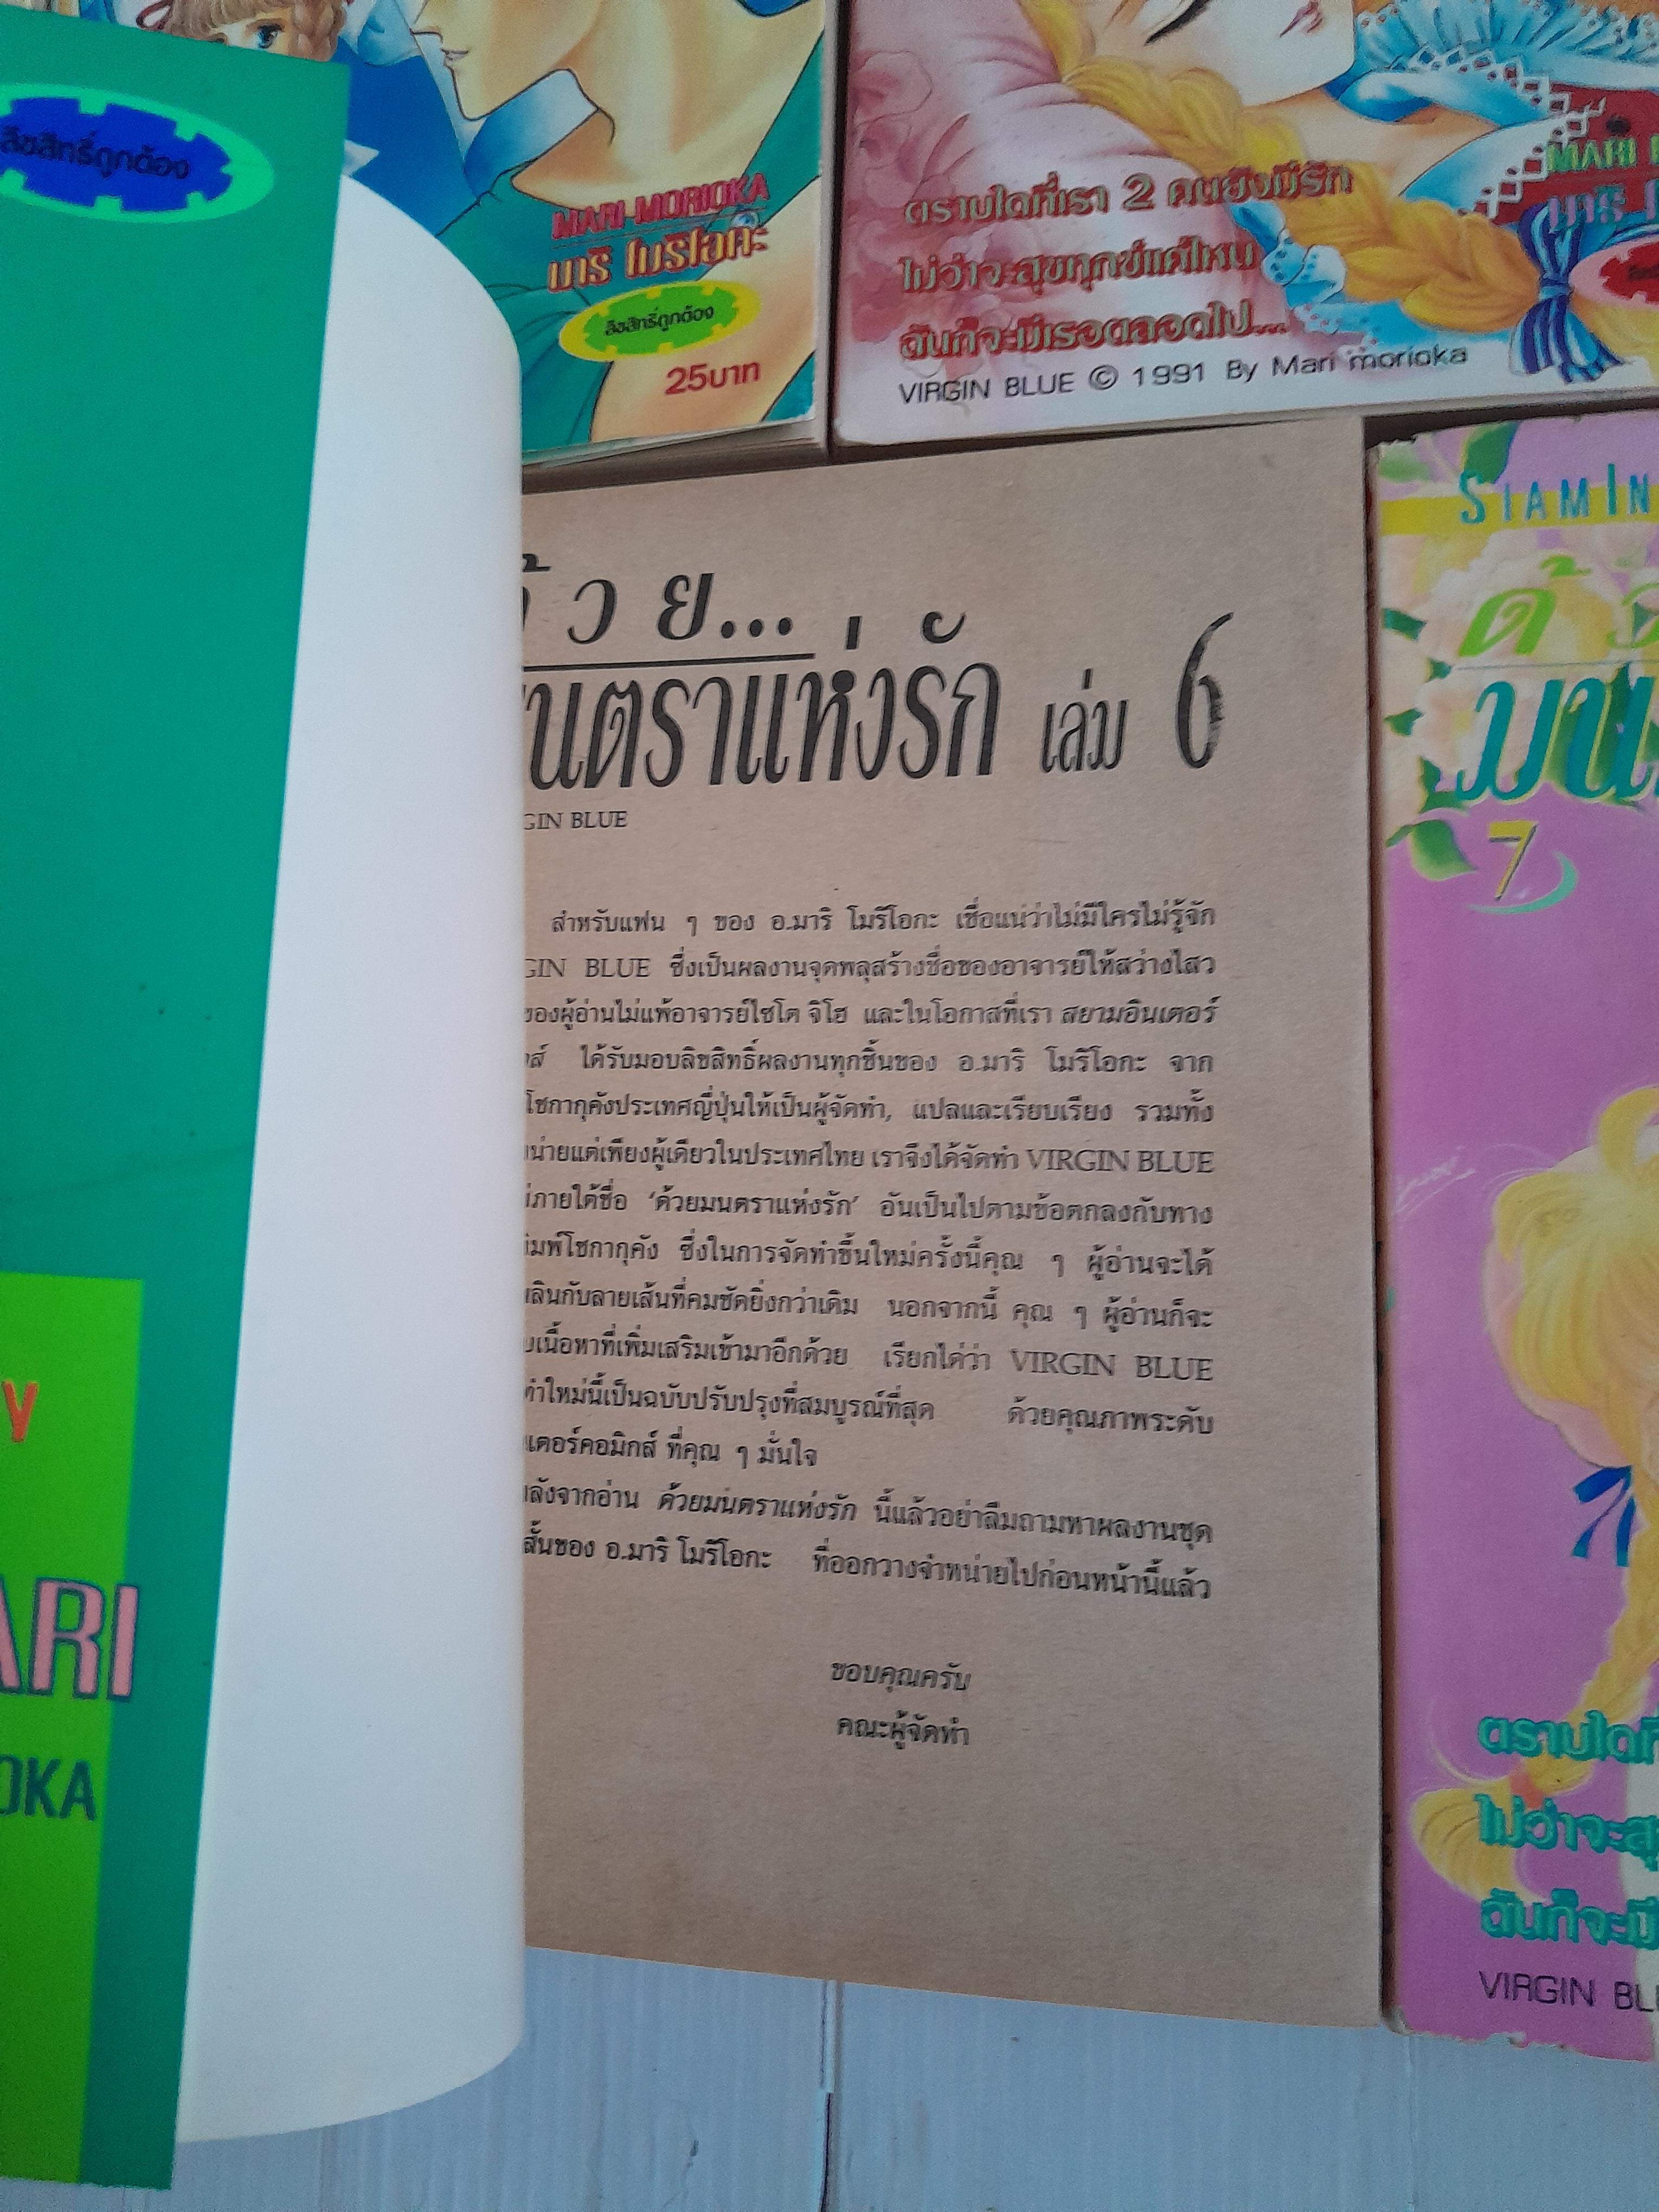 ลิขสิทธิ์ถูกต้อง
MARI MORIOKA
มาริ โมริโอกะ
ลิขสิทธิ์ถูกต้อง
25บาท
ตราบใดที่เรา 2 คนยังมีรัก
ไม่ว่าจะสุขทุกข์แค่ไหน
ฉันก็จะมีเธอตลอดไป...
VIRGIN BLUE © 1991 By Mari morioka
MARI
มาริ
ด้วย...
มนตราแห่งรัก เล่ม 6
GIN BLUE
สำหรับแฟน ๆ ของ อ.มาริ โมริโอกะ เชื่อแน่ว่าไม่มีใครไม่รู้จัก
GIN BLUE ซึ่งเป็นผลงานจุดพลุสร้างชื่อของอาจารย์ให้สว่างไสว
ของผู้อ่านไม่แพ้อาจารย์ไซโต จิโฮ และในโอกาสที่เรา สยามอินเตอร์
กส์ ได้รับมอบลิขสิทธิ์ผลงานทุกชิ้นของ อ.มาริ โมริโอกะ จาก
โชกากุคังประเทศญี่ปุ่นให้เป็นผู้จัดทำ, แปลและเรียบเรียง รวมทั้ง
น่ายแต่เพียงผู้เดียวในประเทศไทย เราจึงได้จัดทำ VIRGIN BLUE
ภายใต้ชื่อ ‘ด้วยมนตราแห่งรัก’ อันเป็นไปตามข้อตกลงกับทาง
มพ์โชกากุคัง ซึ่งในการจัดทำขึ้นใหม่ครั้งนี้คุณ ๆ ผู้อ่านจะได้
ลินกับลายเส้นที่คมชัดยิ่งกว่าเดิม นอกจากนี้ คุณ ๆ ผู้อ่านก็จะ
บเนื้อหาที่เพิ่มเสริมเข้ามาอีกด้วย เรียกได้ว่า VIRGIN BLUE
ทำใหม่นี้เป็นฉบับปรับปรุงที่สมบูรณ์ที่สุด ด้วยคุณภาพระดับ
นเตอร์คอมิกส์ ที่คุณ ๆ มั่นใจ
ลังจากอ่าน ด้วยมนตราแห่งรัก นี้แล้วอย่าลืมถามหาผลงานชุด
สั้นของ อ.มาริ โมริโอกะ ที่ออกวางจำหน่ายไปก่อนหน้านี้แล้ว
ขอบคุณครับ
คณะผู้จัดทำ
Y
ARI
OKA
SIAM IN
ด้ว
มน
7
ตราบใดที่
ไม่ว่าจะสุ
ฉันก็จะมี
VIRGIN BL